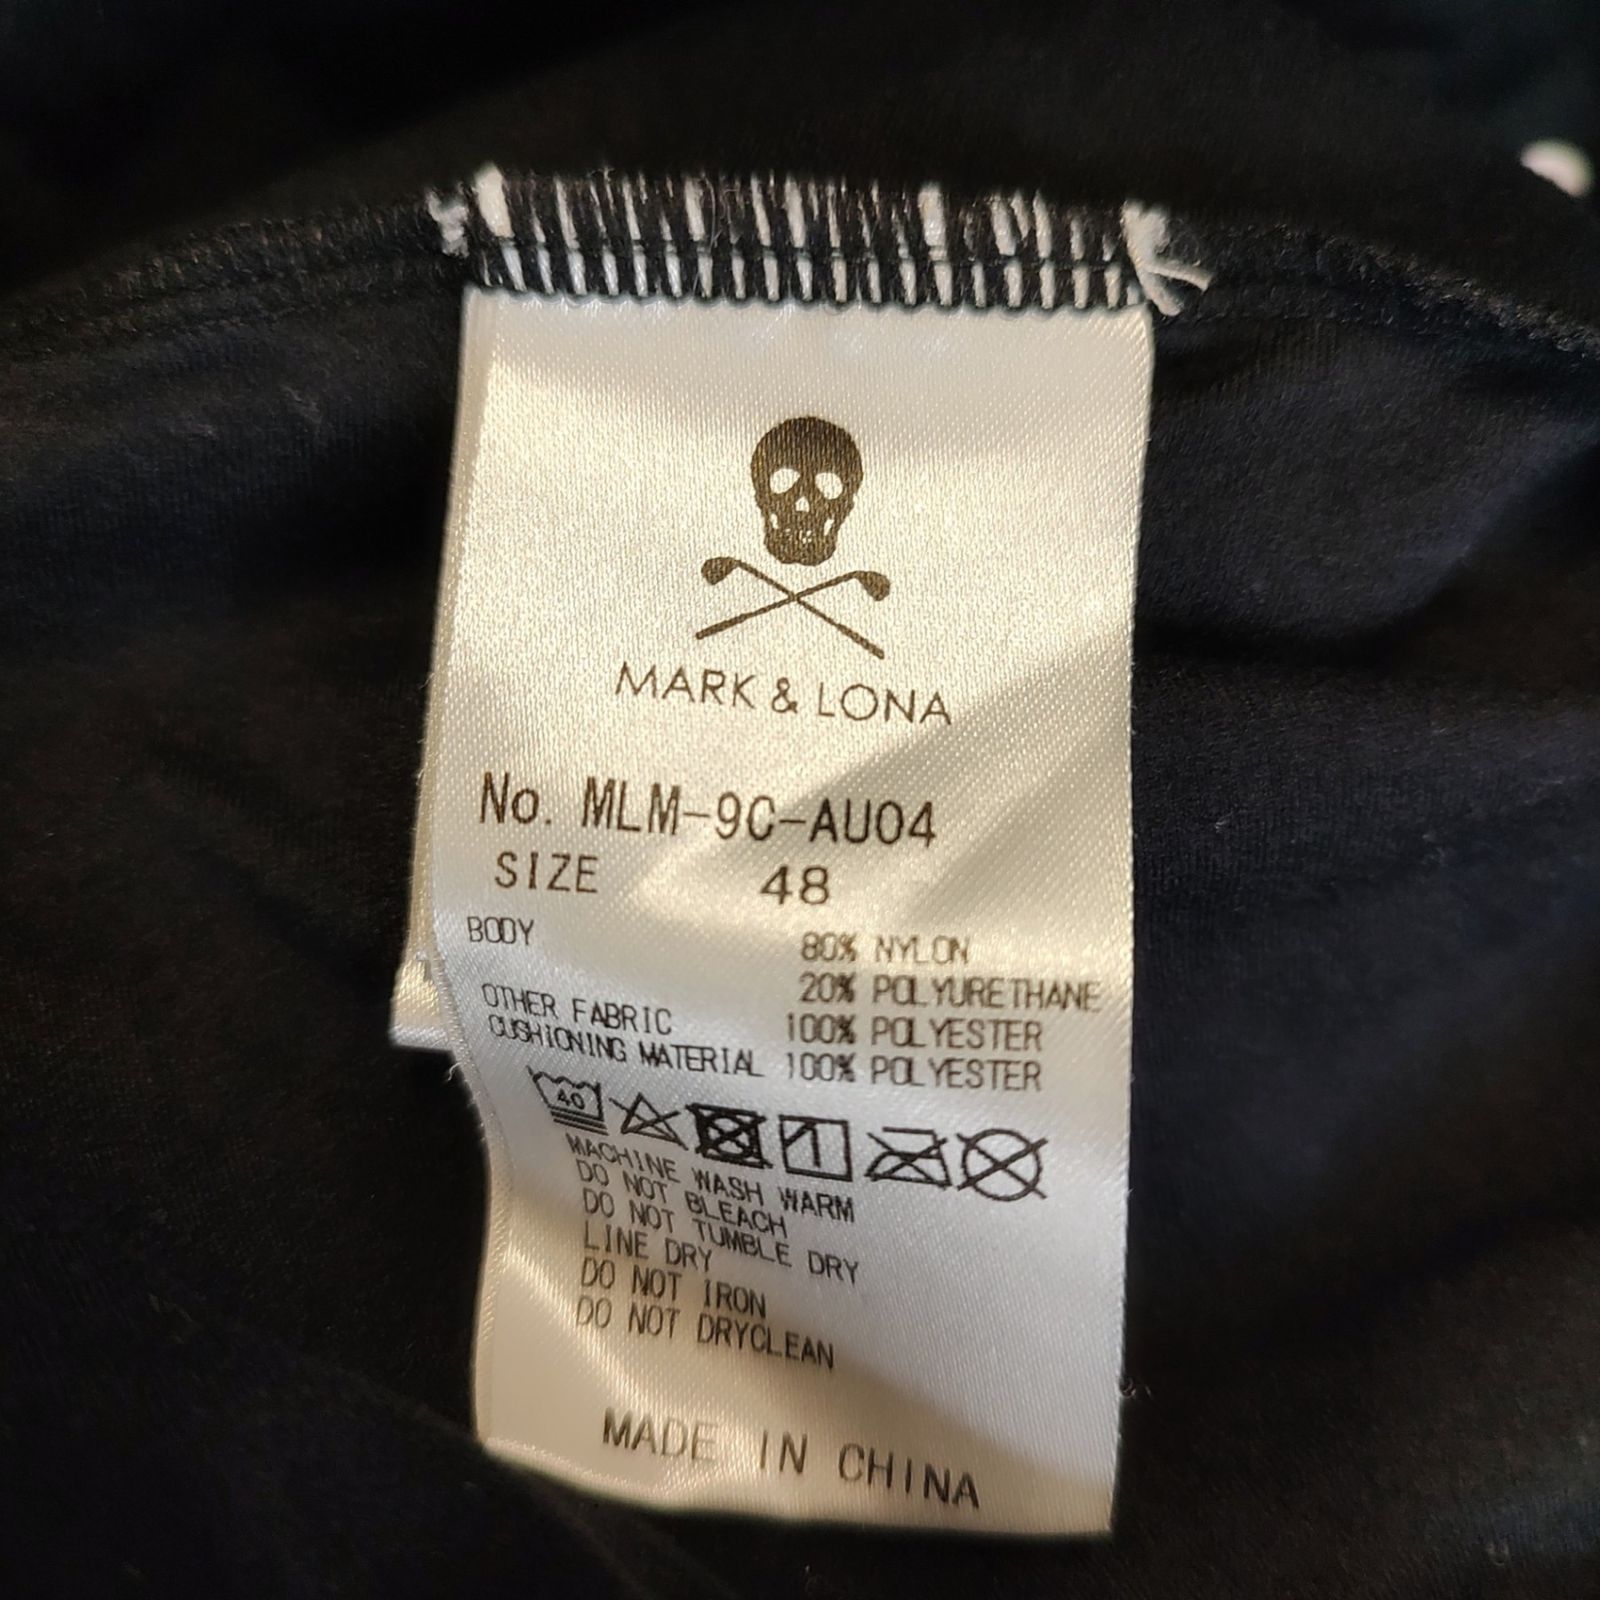 MARK & LONA
No. MLM-9C-AU04
SIZE 48
BODY 80% NYLON
20% POLYURETHANE
OTHER FABRIC 100% POLYESTER
CUSHIONING MATERIAL 100% POLYESTER
40
MACHINE WASH WARM
DO NOT BLEACH
DO NOT TUMBLE DRY
LINE DRY
DO NOT IRON
DO NOT DRYCLEAN
MADE IN CHINA